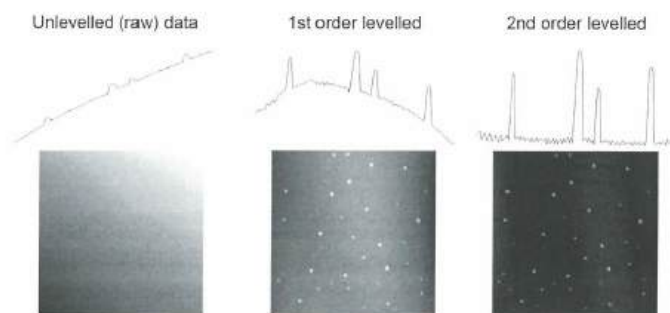 Unlevelled (raw) data
1st order levelled
2nd order levelled